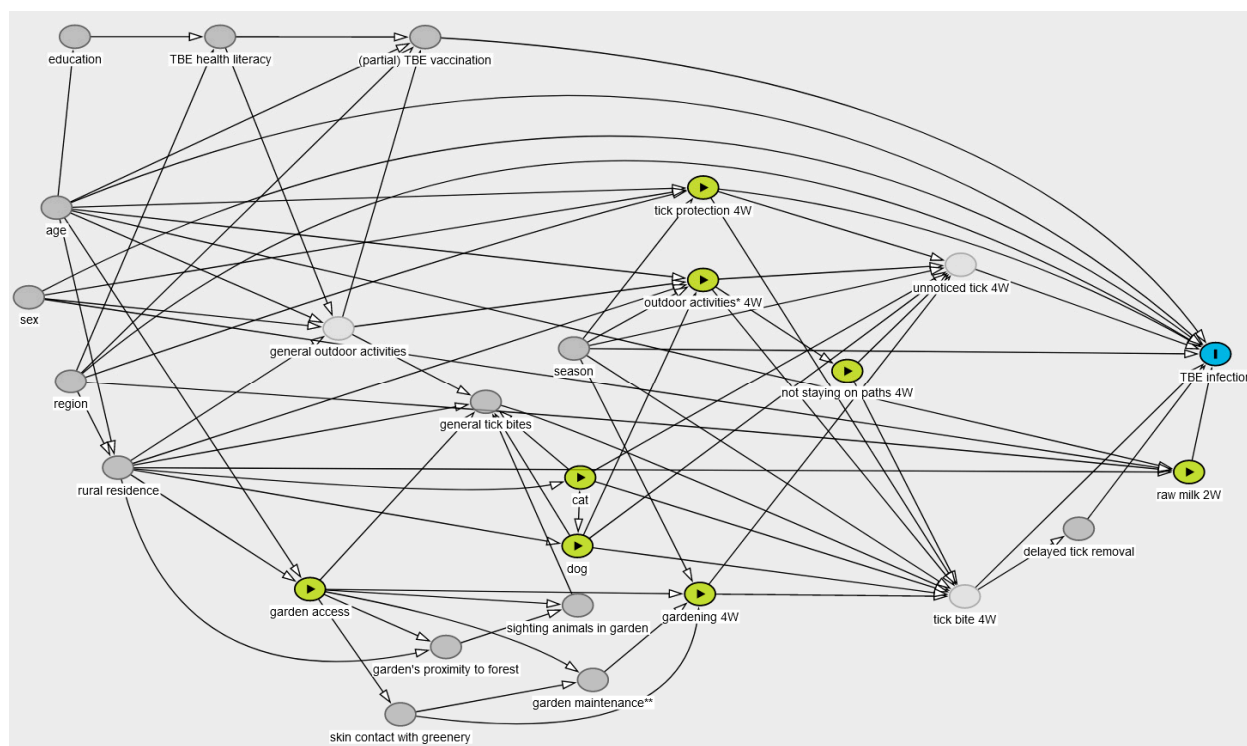 education
TBE health literacy
(partial) TBE vaccination
age
tick protection 4W
sex
outdoor activities* 4W
unnoticed tick 4W
general outdoor activities
season
TBE infection
region
not staying on paths 4W
general tick bites
rural residence
cat
raw milk 2W
dog
delayed tick removal
garden access
sighting animals in garden
gardening 4W
tick bite 4W
garden's proximity to forest
garden maintenance**
skin contact with greenery